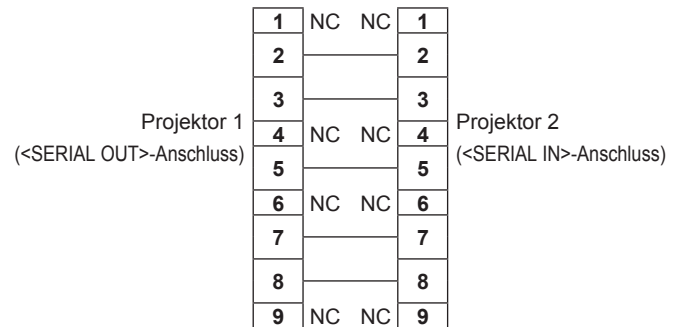 1 NC NC 1
2 2
3 3
Projektor 1
(<SERIAL OUT>-Anschluss)
4 NC NC 4
Projektor 2
(<SERIAL IN>-Anschluss)
5 5
6 NC NC 6
7 7
8 8
9 NC NC 9